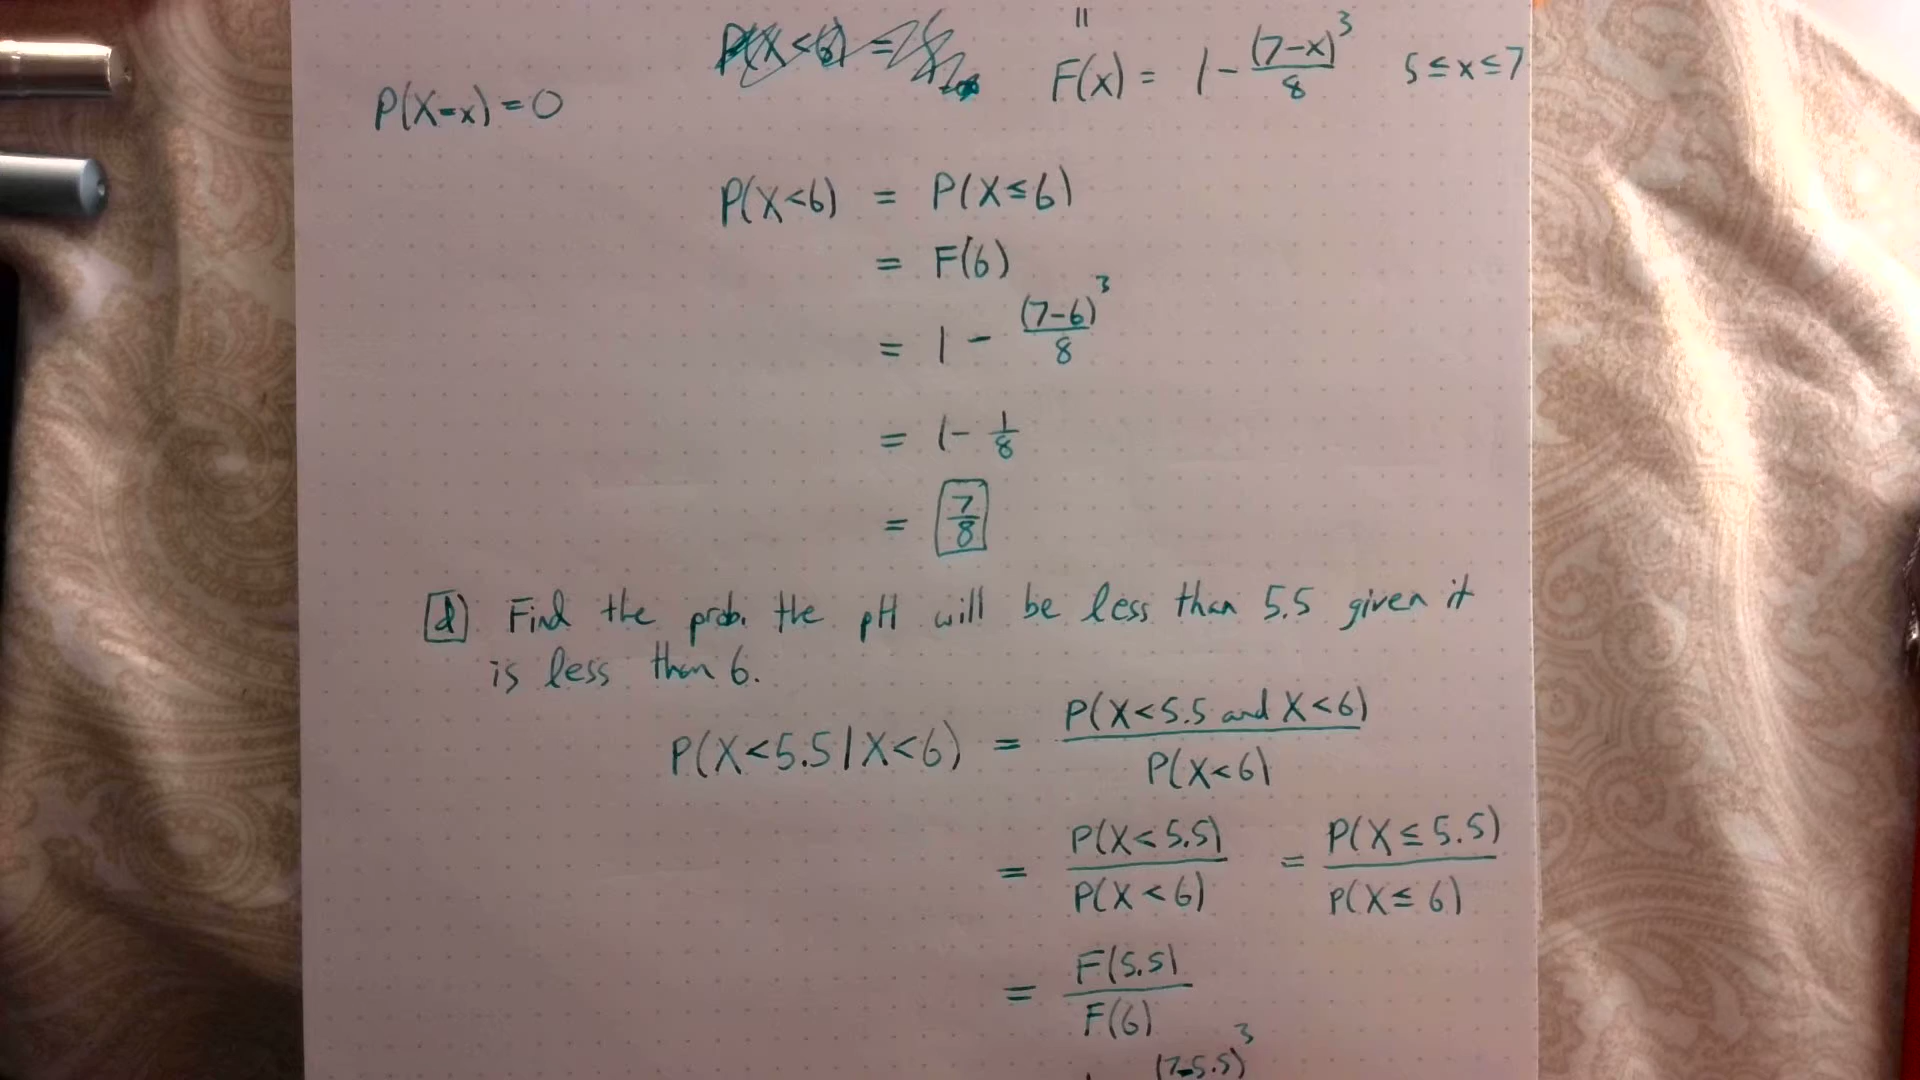 =
P(X<6) =
F(x) = 1 - (7-x)³/8 5≤x≤7
P(X=x) = 0
P(X<6) = P(X≤6)
= F(6)
= 1 - (7-6)³/8
= 1 - 1/8
= 7/8
d) Find the prob. the pH will be less than 5.5 given it
is less than 6.
P(X<5.5|X<6) = P(X<5.5 and X<6)/P(X<6)
= P(X<5.5)/P(X<6) = P(X≤5.5)/P(X≤6)
= F(5.5)/F(6)
(7-5.5)³